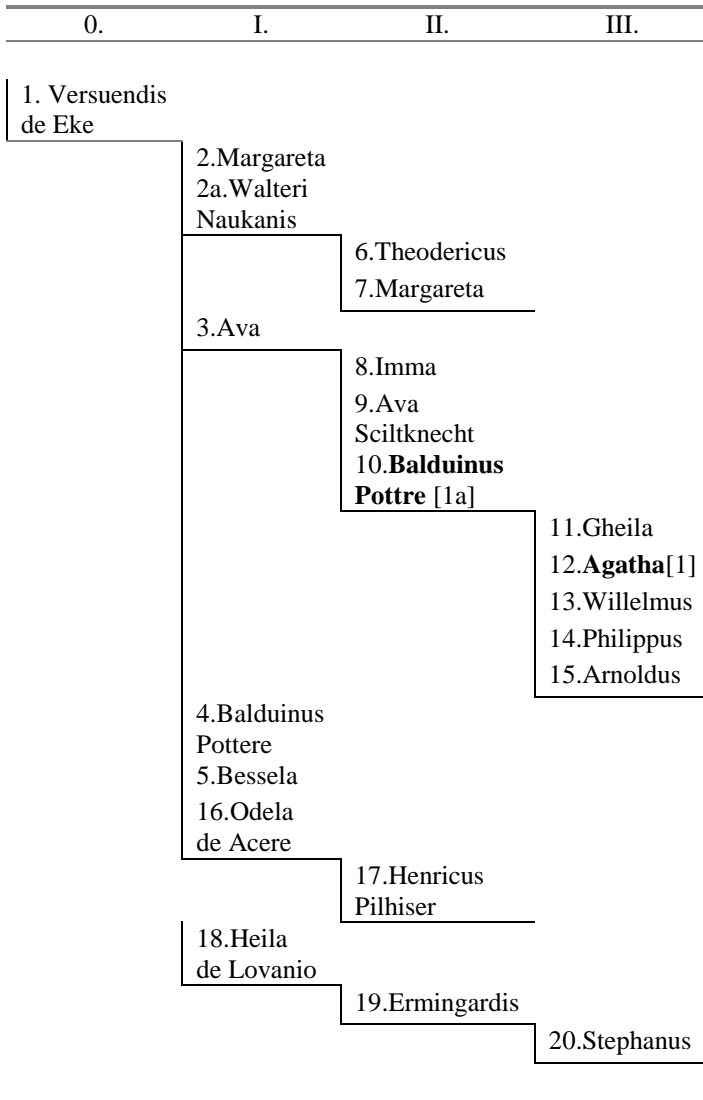 0. I. II. III.
1. Versuendis
de Eke
2.Margareta
2a.Walteri
Naukanis
6.Theodericus
7.Margareta
3.Ava
8.Imma
9.Ava
Sciltknecht
10.Balduinus
Pottre [1a]
11.Gheila
12.Agatha[1]
13.Willelmus
14.Philippus
15.Arnoldus
4.Balduinus
Pottere
5.Bessela
16.Odela
de Acere
17.Henricus
Pilhiser
18.Heila
de Lovanio
19.Ermingardis
20.Stephanus